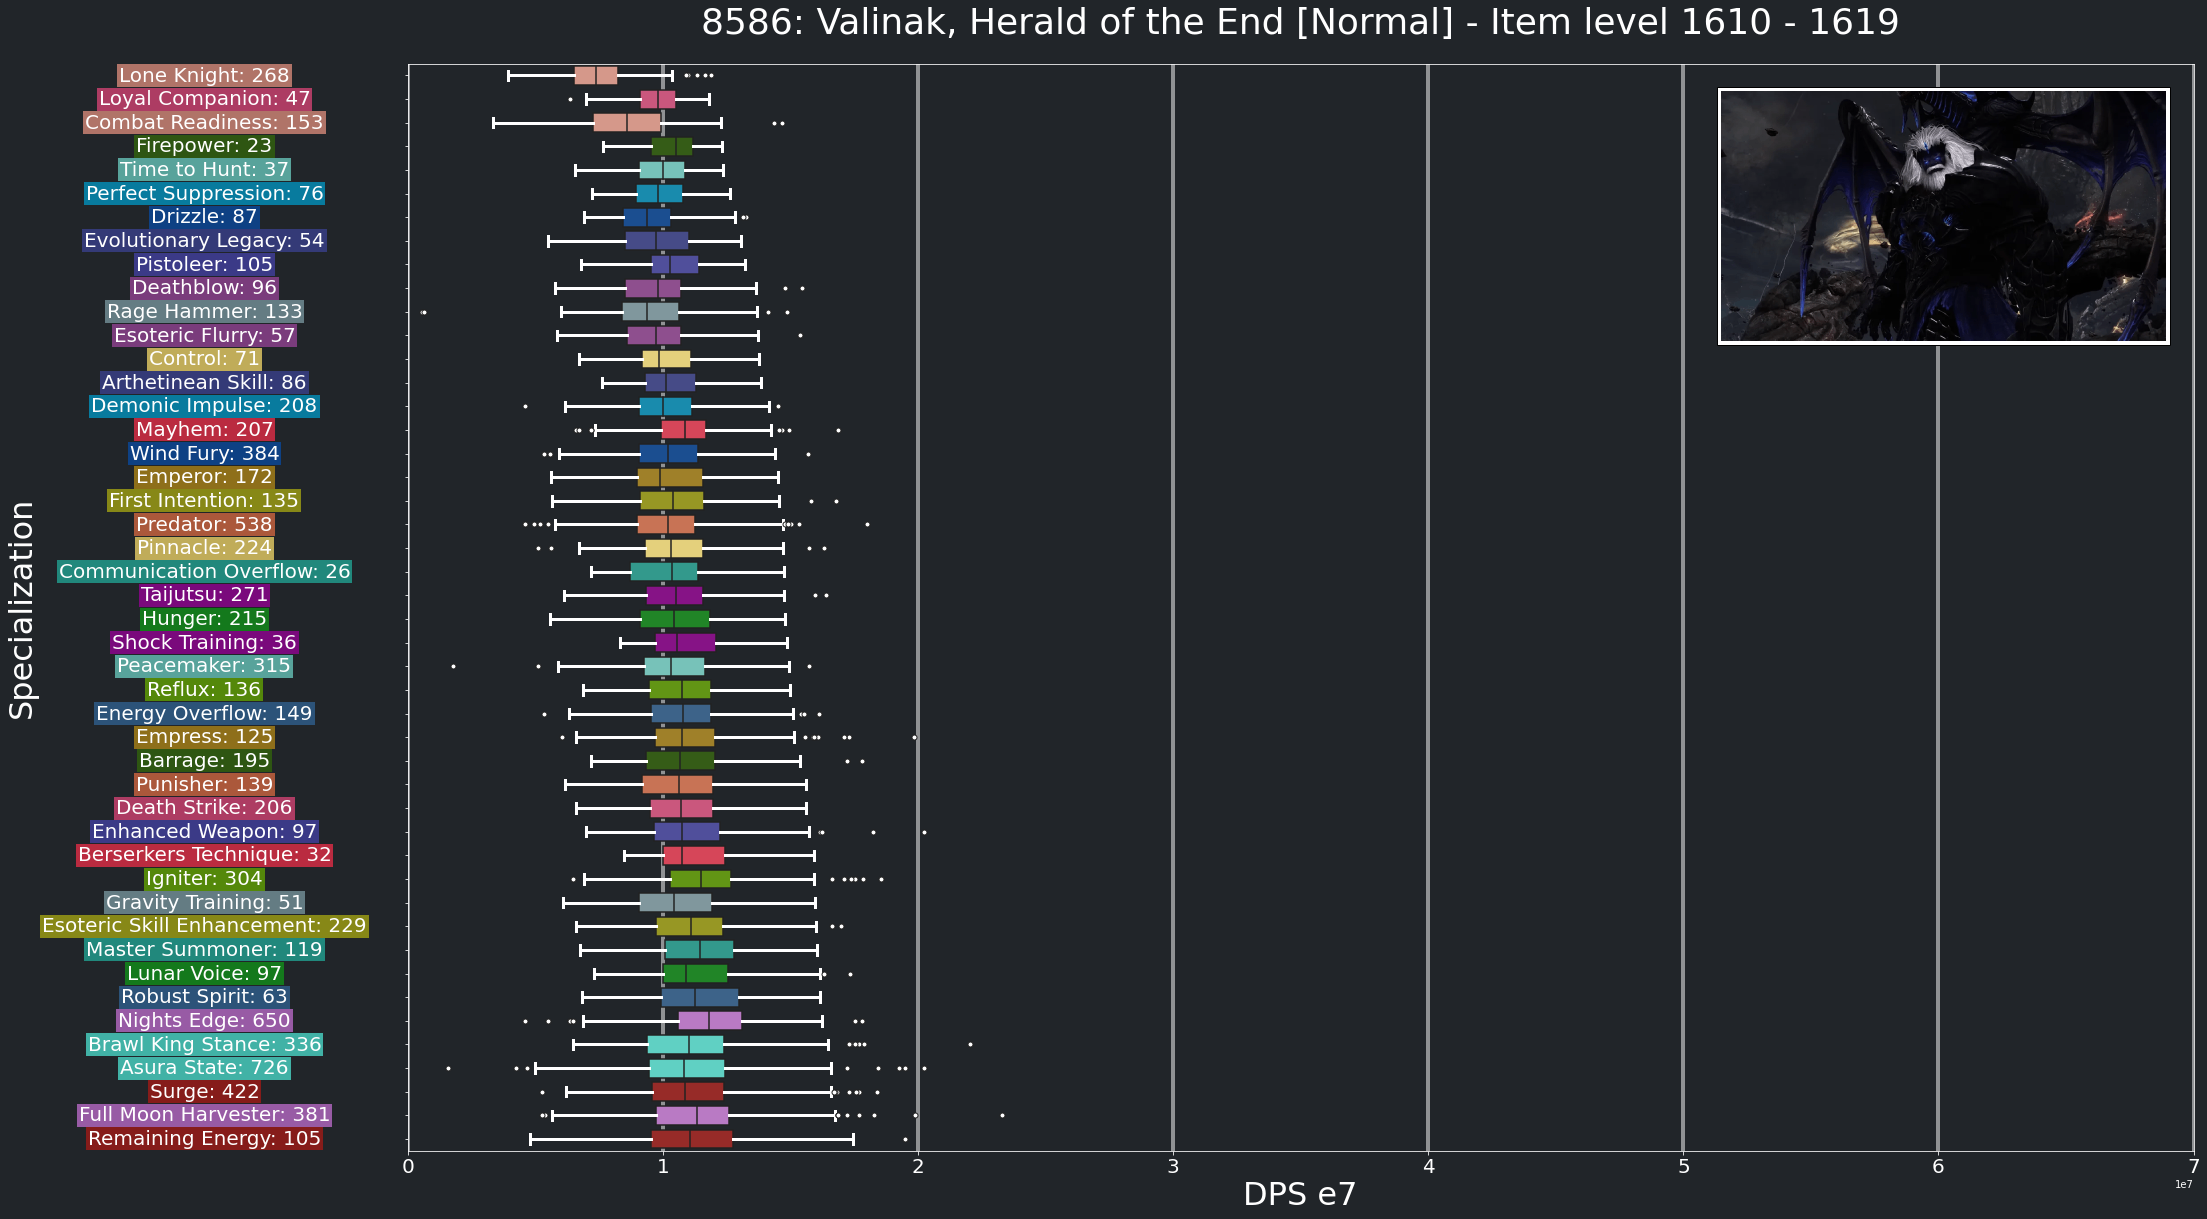 8586: Valinak, Herald of the End [Normal] - Item level 1610 - 1619
Lone Knight: 268
Loyal Companion: 47
Combat Readiness: 153
Firepower: 23
Time to Hunt: 37
Perfect Suppression: 76
Drizzle: 87
Evolutionary Legacy: 54
Pistoleer: 105
Deathblow: 96
Rage Hammer: 133
Esoteric Flurry: 57
Control: 71
Arthetinean Skill: 86
Demonic Impulse: 208
Mayhem: 207
Wind Fury: 384
Emperor: 172
First Intention: 135
Predator: 538
Pinnacle: 224
Communication Overflow: 26
Taijutsu: 271
Hunger: 215
Shock Training: 36
Peacemaker: 315
Reflux: 136
Energy Overflow: 149
Empress: 125
Barrage: 195
Punisher: 139
Death Strike: 206
Enhanced Weapon: 97
Berserkers Technique: 32
Igniter: 304
Gravity Training: 51
Esoteric Skill Enhancement: 229
Master Summoner: 119
Lunar Voice: 97
Robust Spirit: 63
Nights Edge: 650
Brawl King Stance: 336
Asura State: 726
Surge: 422
Full Moon Harvester: 381
Remaining Energy: 105
Specialization
0 1 2 3 4 5 6 7
1e7
DPS e7